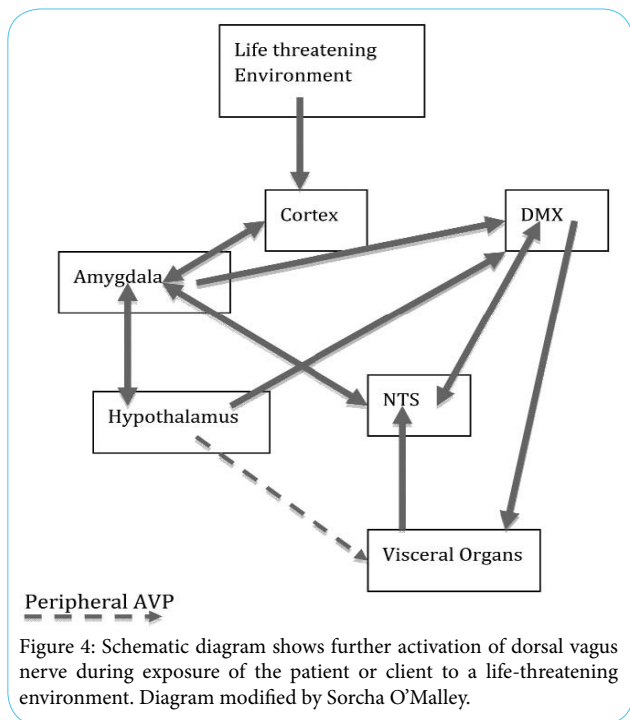 Life threatening
Environment
Cortex
DMX
Amygdala
Hypothalamus
NTS
Visceral Organs
Peripheral AVP
Figure 4: Schematic diagram shows further activation of dorsal vagus
nerve during exposure of the patient or client to a life-threatening
environment. Diagram modified by Sorcha O’Malley.